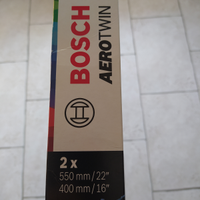 BOSCH
AEROTWIN
2 x
550 mm / 22"
400 mm / 16"